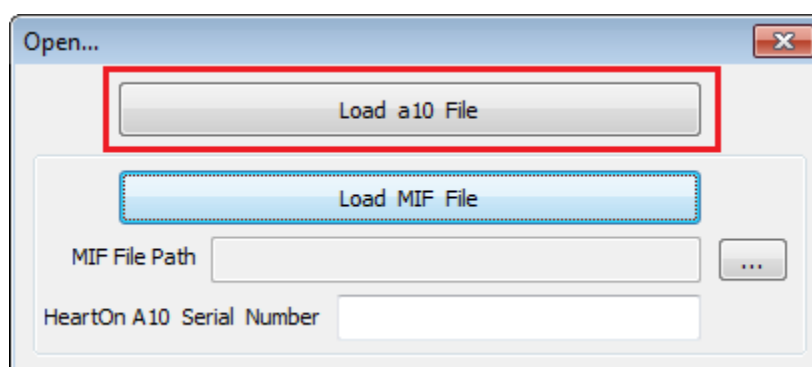 Open...
Load a10 File
Load MIF File
MIF File Path
...
HeartOn A10 Serial Number